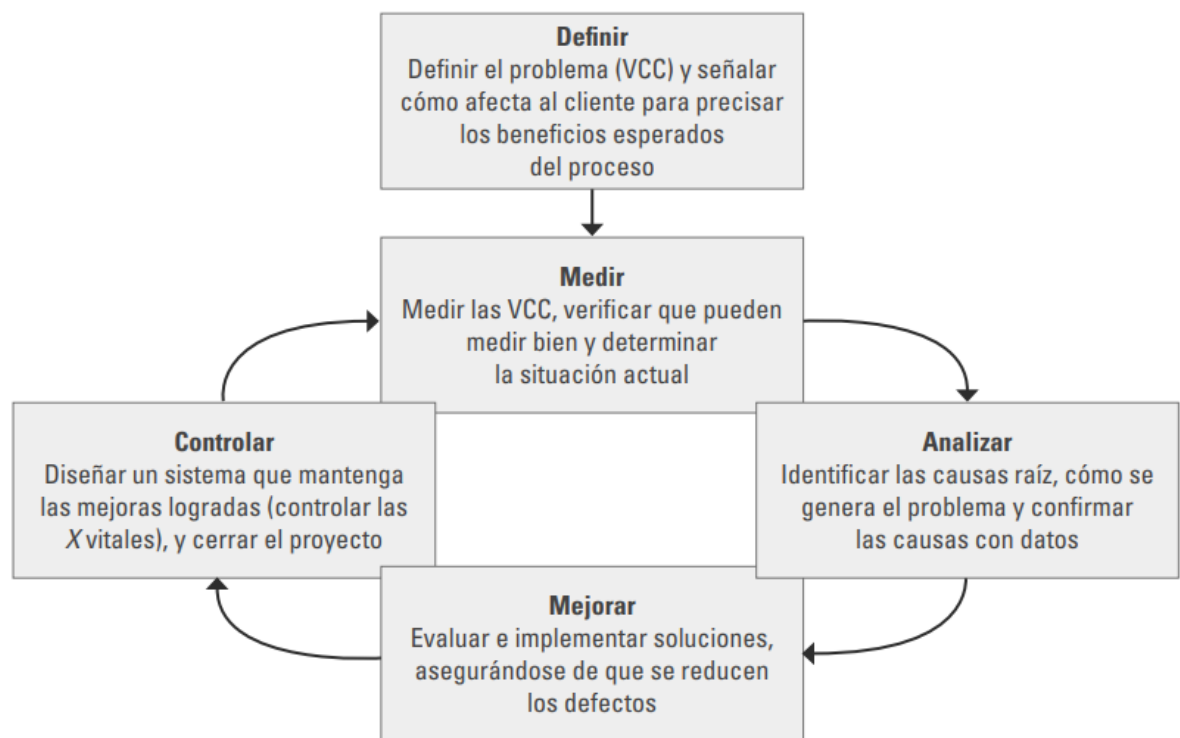 Definir
Definir el problema (VCC) y señalar
cómo afecta al cliente para precisar
los beneficios esperados
del proceso
Medir
Medir las VCC, verificar que pueden
medir bien y determinar
la situación actual
Controlar
Diseñar un sistema que mantenga
las mejoras logradas (controlar las
X vitales), y cerrar el proyecto
Analizar
Identificar las causas raíz, cómo se
genera el problema y confirmar
las causas con datos
Mejorar
Evaluar e implementar soluciones,
asegurándose de que se reducen
los defectos